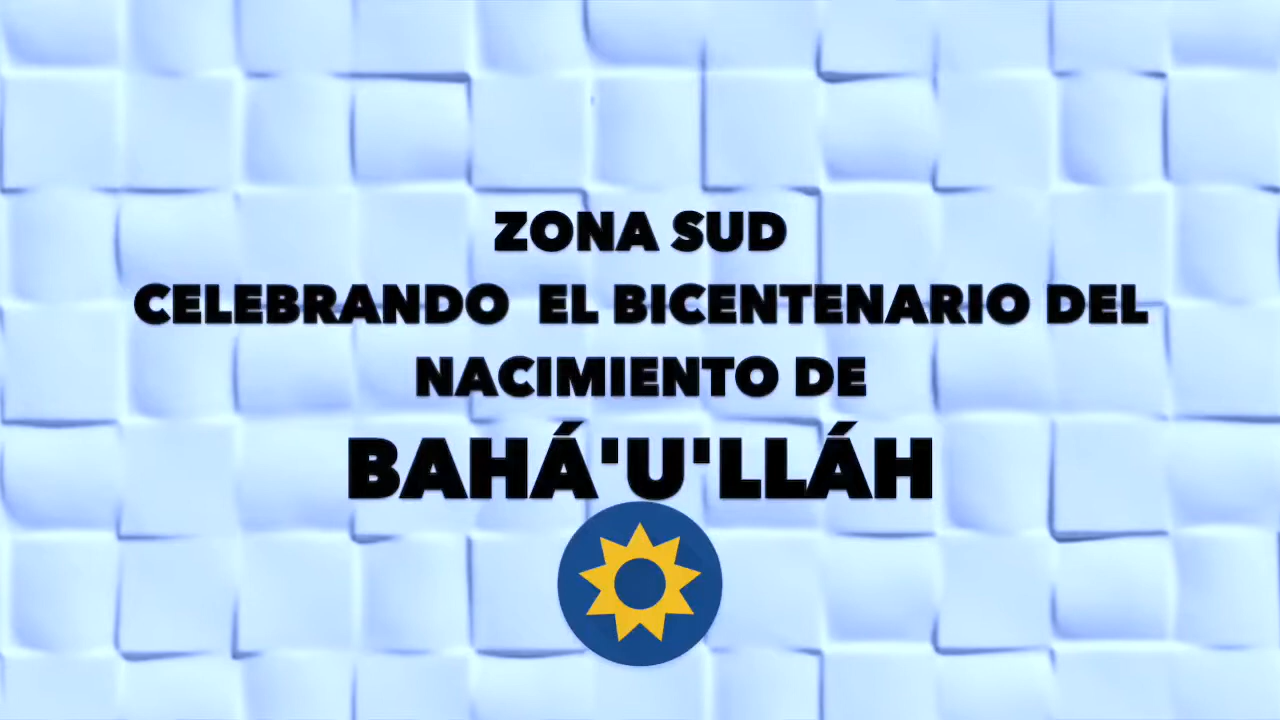 ZONA SUD
CELEBRANDO  EL BICENTENARIO DEL
NACIMIENTO DE
BAHÁ'U'LLÁH